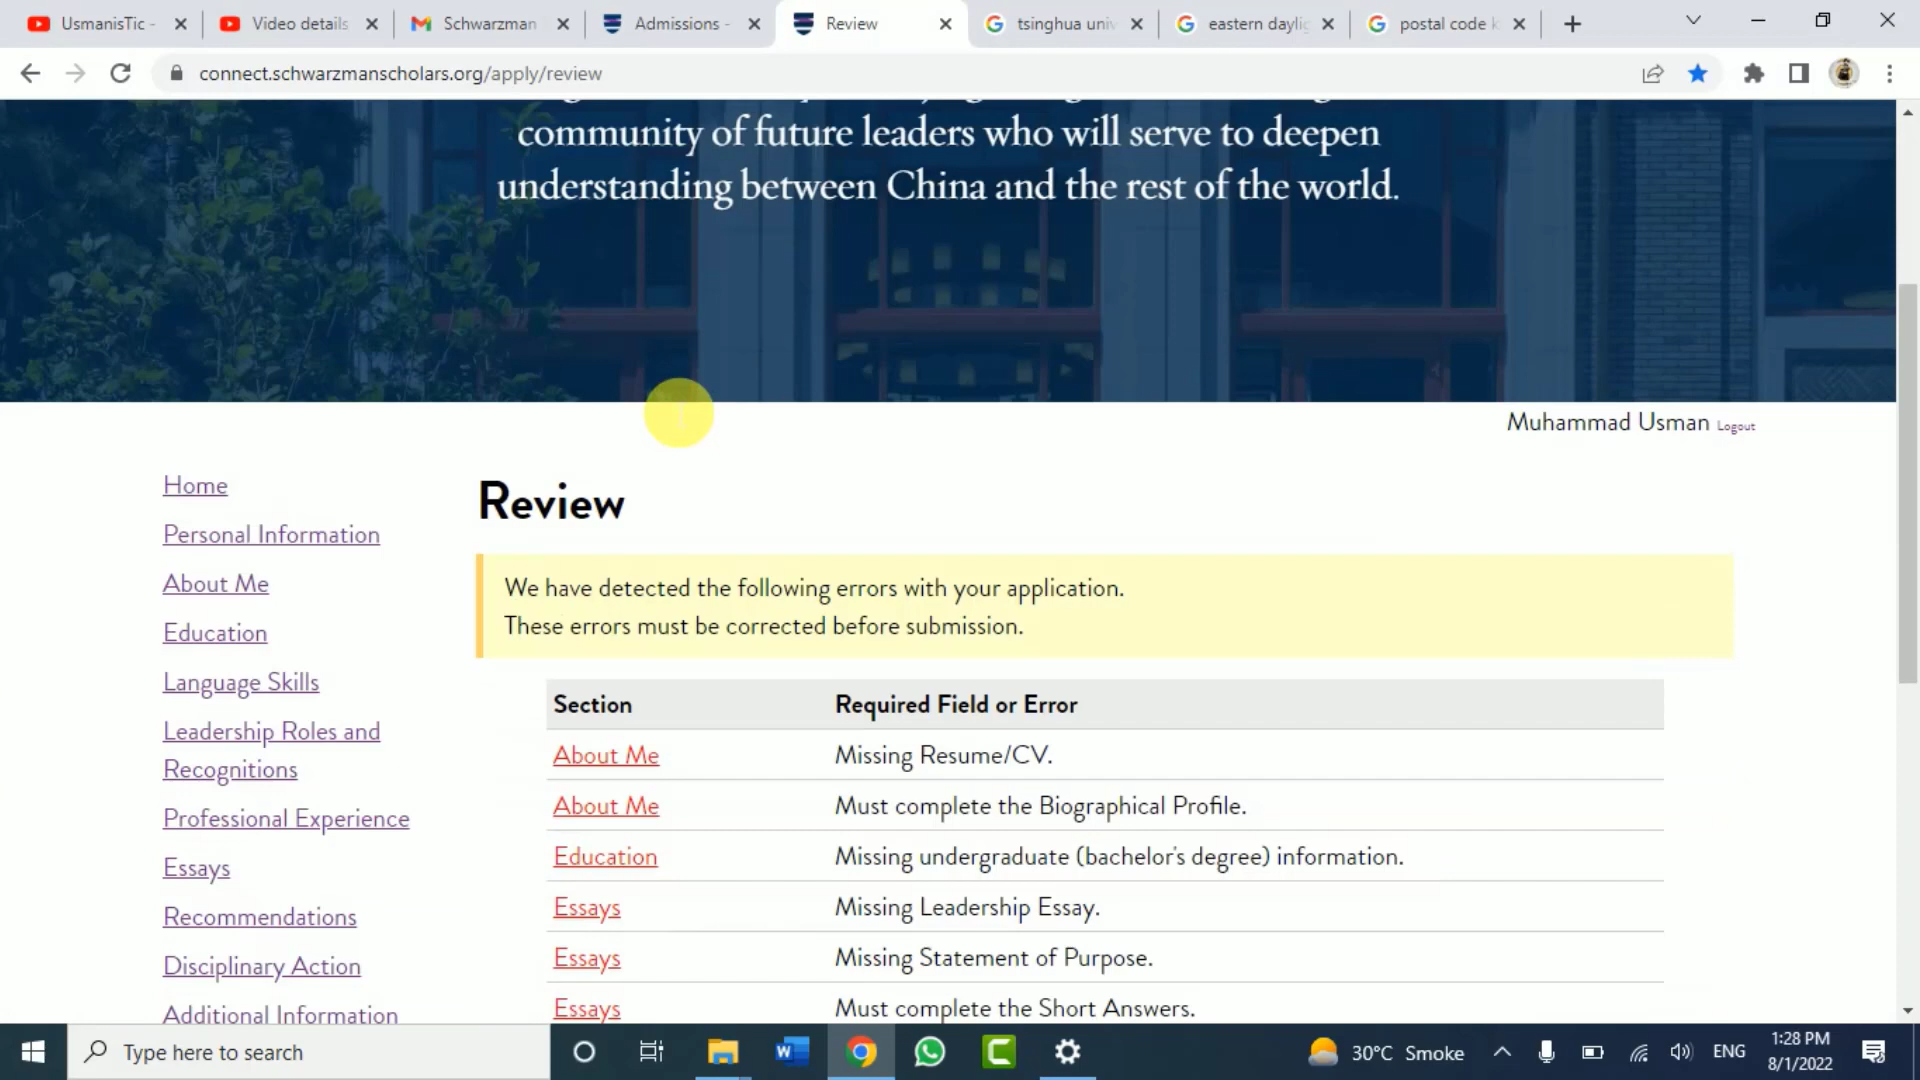 UsmanisTic -
Video details
Schwarzman
Admissions -
Review
tsinghua univ
eastern daylig
postal code k
connect.schwarzmanscholars.org/apply/review
community of future leaders who will serve to deepen
understanding between China and the rest of the world.
Muhammad Usman Logout
Home
Personal Information
About Me
Education
Language Skills
Leadership Roles and
Recognitions
Professional Experience
Essays
Recommendations
Disciplinary Action
Additional Information
Review
We have detected the following errors with your application.
These errors must be corrected before submission.
Section Required Field or Error
About Me Missing Resume/CV.
About Me Must complete the Biographical Profile.
Education Missing undergraduate (bachelor's degree) information.
Essays Missing Leadership Essay.
Essays Missing Statement of Purpose.
Essays Must complete the Short Answers.
Type here to search
30°C Smoke
ENG
1:28 PM
8/1/2022